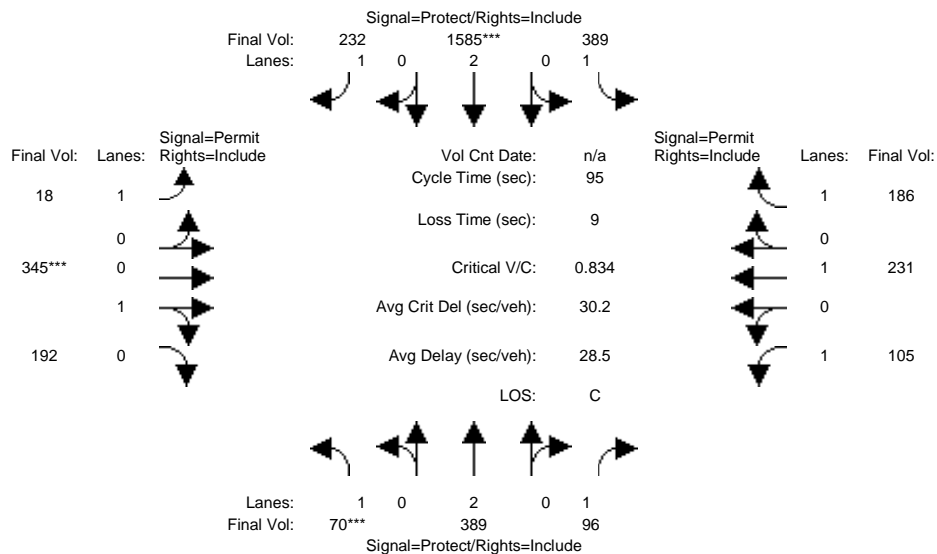 Signal=Protect/Rights=Include
Final Vol: 232 1585*** 389
Lanes: 1 0 2 0 1
Signal=Permit
Final Vol: Lanes: Rights=Include
Vol Cnt Date: n/a
Signal=Permit
Rights=Include Lanes: Final Vol:
Cycle Time (sec): 95
18 1
1 186
Loss Time (sec): 9
0
0
345*** 0
Critical V/C: 0.834
1 231
1
Avg Crit Del (sec/veh): 30.2
0
192 0
Avg Delay (sec/veh): 28.5
1 105
LOS: C
Lanes: 1 0 2 0 1
Final Vol: 70*** 389 96
Signal=Protect/Rights=Include